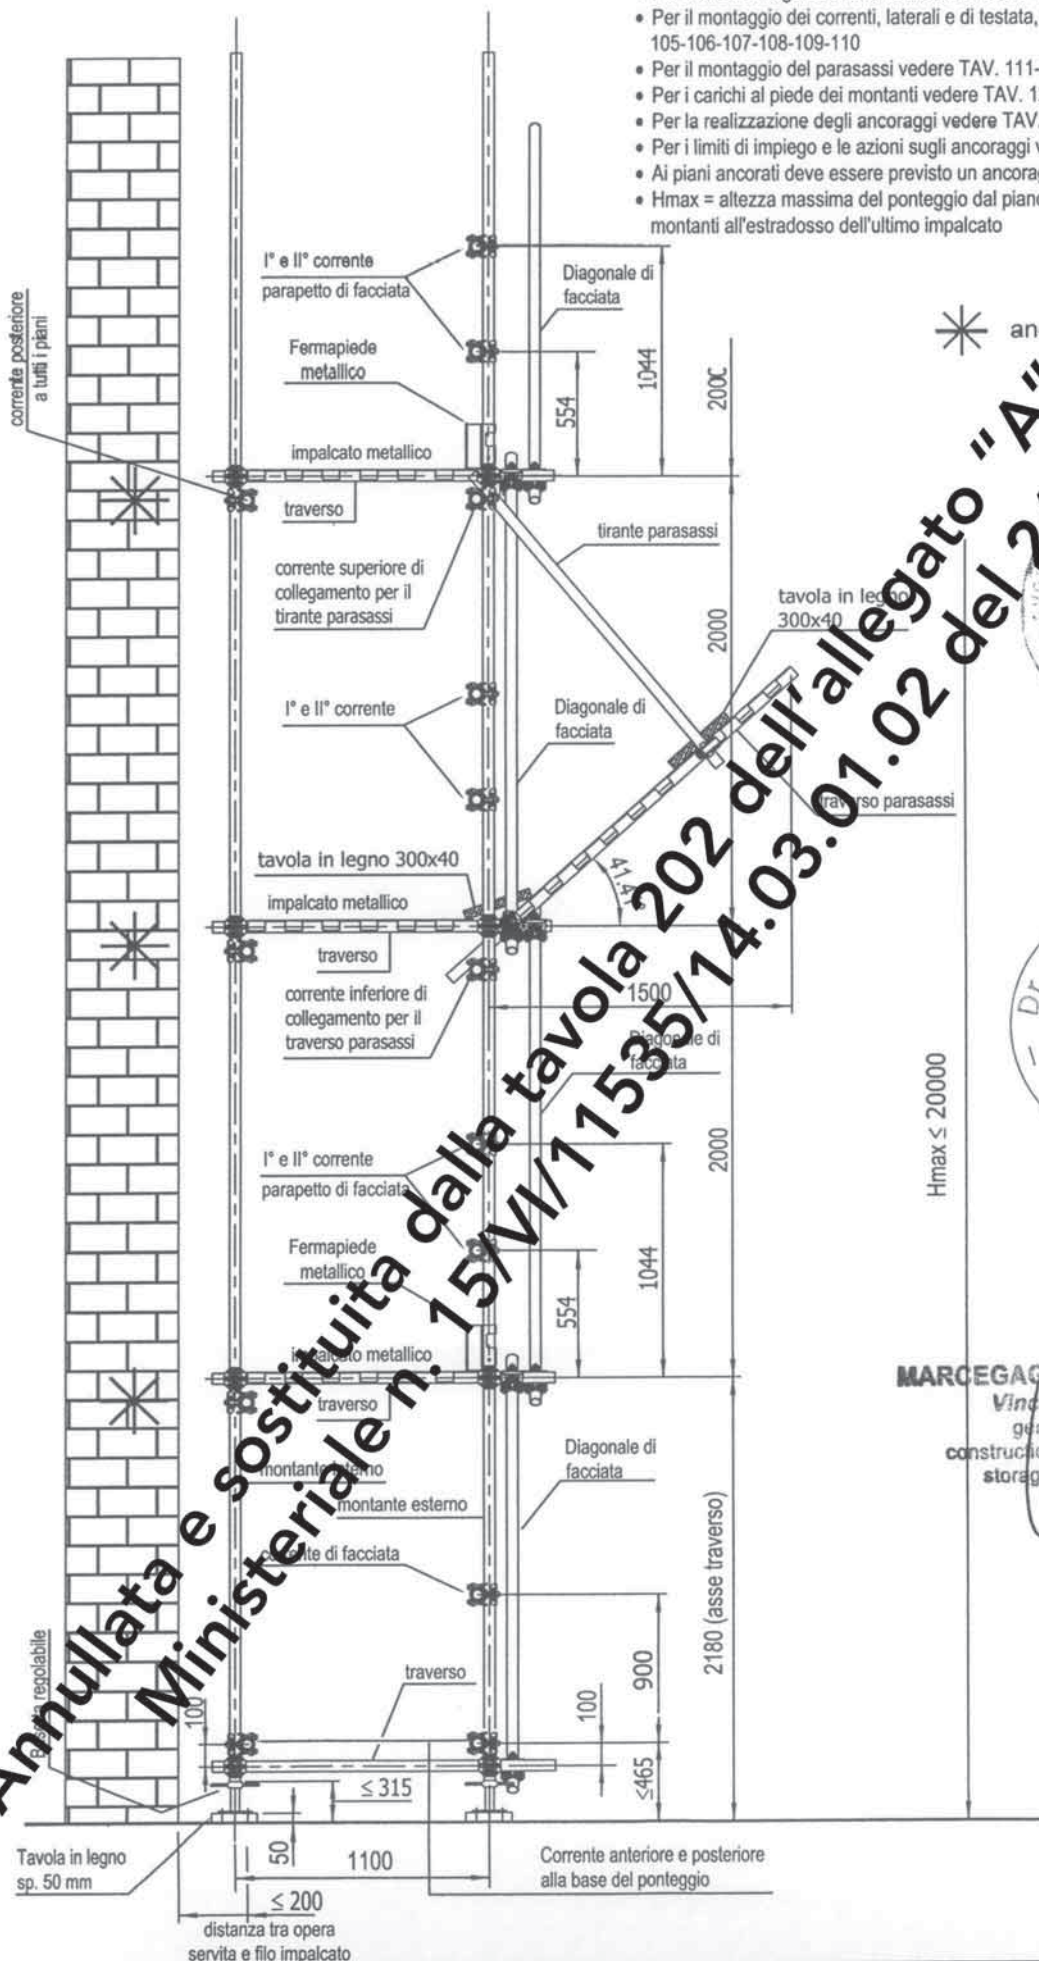 • Per il montaggio dei correnti, laterali e di testata,
105-106-107-108-109-110
• Per il montaggio del parasassi vedere TAV. 111-
• Per i carichi al piede dei montanti vedere TAV. 1
• Per la realizzazione degli ancoraggi vedere TAV.
• Per i limiti di impiego e le azioni sugli ancoraggi
• Ai piani ancorati deve essere previsto un
• Hmax = altezza massima del ponteggio dal
montanti all'estradosso dell'ultimo impalcato
I° e II° corrente
parapetto di facciata
Diagonale di
facciata
corrente posteriore
a tutti i piani
Fermapiede
metallico
554
1044
200C
impalcato metallico
traverso
tirante parasassi
corrente superiore di
collegamento per il
tirante parasassi
tavola in legno
300x40
2000
I° e II° corrente
Diagonale di
facciata
traverso parasassi
tavola in legno 300x40
41.4
impalcato metallico
traverso
1500
corrente inferiore di
collegamento per il
traverso parasassi
Diagonale di
facciata
Dr
Hmax ≤ 20000
2000
I° e II° corrente
parapetto di facciata
Fermapiede
metallico
554
1044
impalcato metallico
traverso
MARCEGAG
montante interno
Diagonale di
facciata
montante esterno
corrente di facciata
2180 (asse traverso)
900
traverso
100
100
≤465
≤ 315
Basetta regolabile
50
1100
Tavola in legno
sp. 50 mm
Corrente anteriore e posteriore
alla base del ponteggio
≤ 200
distanza tra opera
servita e filo impalcato
Annullata e sostituita dalla tavola 202 dell'allegato "A"
Ministeriale n. 15/VI/11535/14.03.01.02 del